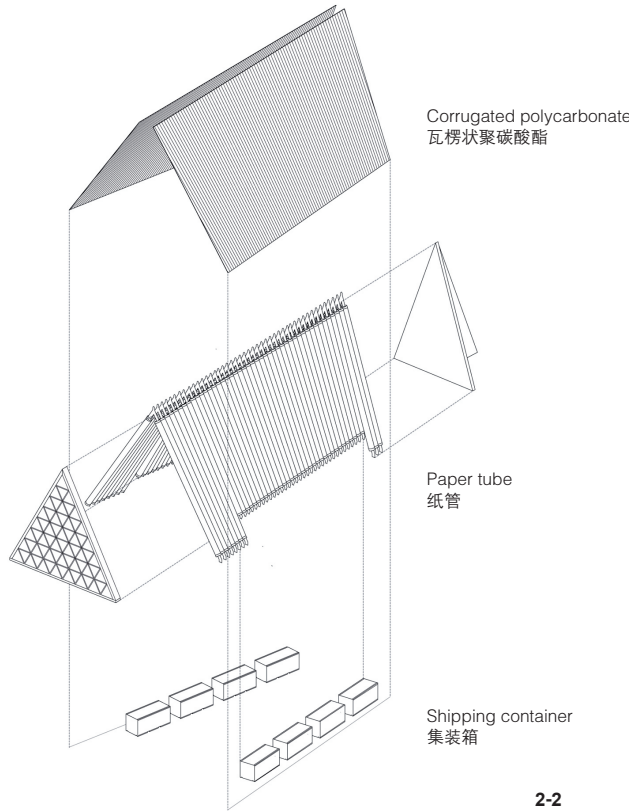 Corrugated polycarbonate
瓦楞状聚碳酸酯
Paper tube
纸管
Shipping container
集装箱
2-2